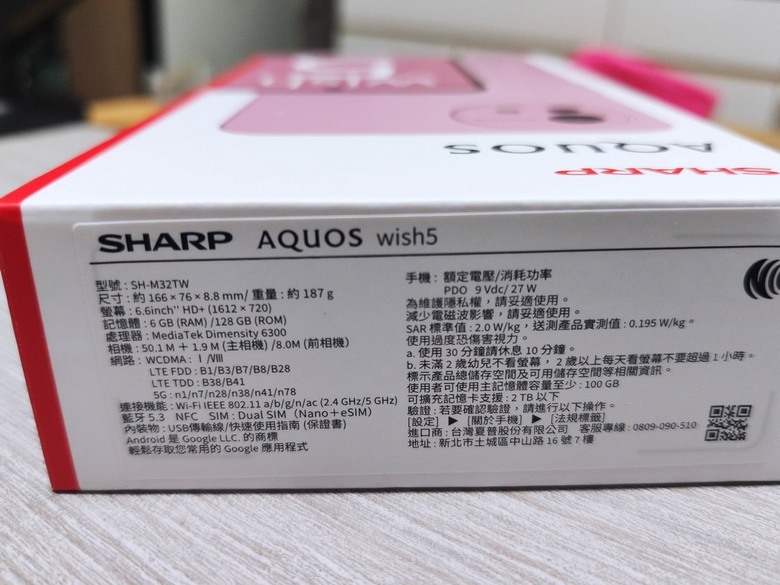 wish
AQUOS
SHARP
SHARP AQUOS wish5
型號 : SH-M32TW
尺寸 : 約 166×76×8.8 mm/ 重量 : 約 187 g
螢幕 : 6.6inch" HD+ (1612×720)
記憶體 : 6 GB (RAM) /128 GB (ROM)
處理器 : MediaTek Dimensity 6300
相機 : 50.1 M + 1.9 M (主相機) /8.0M (前相機)
網路 : WCDMA : I /VIII
LTE FDD : B1/B3/B7/B8/B28
LTE TDD : B38/B41
5G : n1/n7/n28/n38/n41/n78
連接機能 : Wi-Fi IEEE 802.11 a/b/g/n/ac (2.4 GHz/5 GHz)
藍牙 5.3 NFC SIM : Dual SIM (Nano+eSIM)
內裝物 : USB傳輸線/快速使用指南 (保證書)
Android 是 Google LLC. 的商標
輕鬆存取您常用的 Google 應用程式
手機 : 額定電壓/消耗功率
PDO 9 Vdc/ 27 W
為維護隱私權，請妥適使用。
減少電磁波影響，請妥適使用。
SAR 標準值 : 2.0 W/kg，送測產品實測值 : 0.195 W/kg。
使用過度恐傷害視力。
a. 使用 30 分鐘請休息 10 分鐘。
b. 未滿 2 歲幼兒不看螢幕，2 歲以上每天看螢幕不要超過 1 小時。
標示產品總儲存空間及可用儲存空間等相關資訊。
使用者可使用主記憶體容量至少 : 100 GB
可擴充記憶卡支援 : 2 TB 以下
驗證 : 若要確認驗證，請進行以下操作。
[設定] ▶ [關於手機] ▶ [法規標籤]
進口商 : 台灣夏普股份有限公司 客服專線 : 0809-090-510
地址 : 新北市土城區中山路 16 號 7 樓